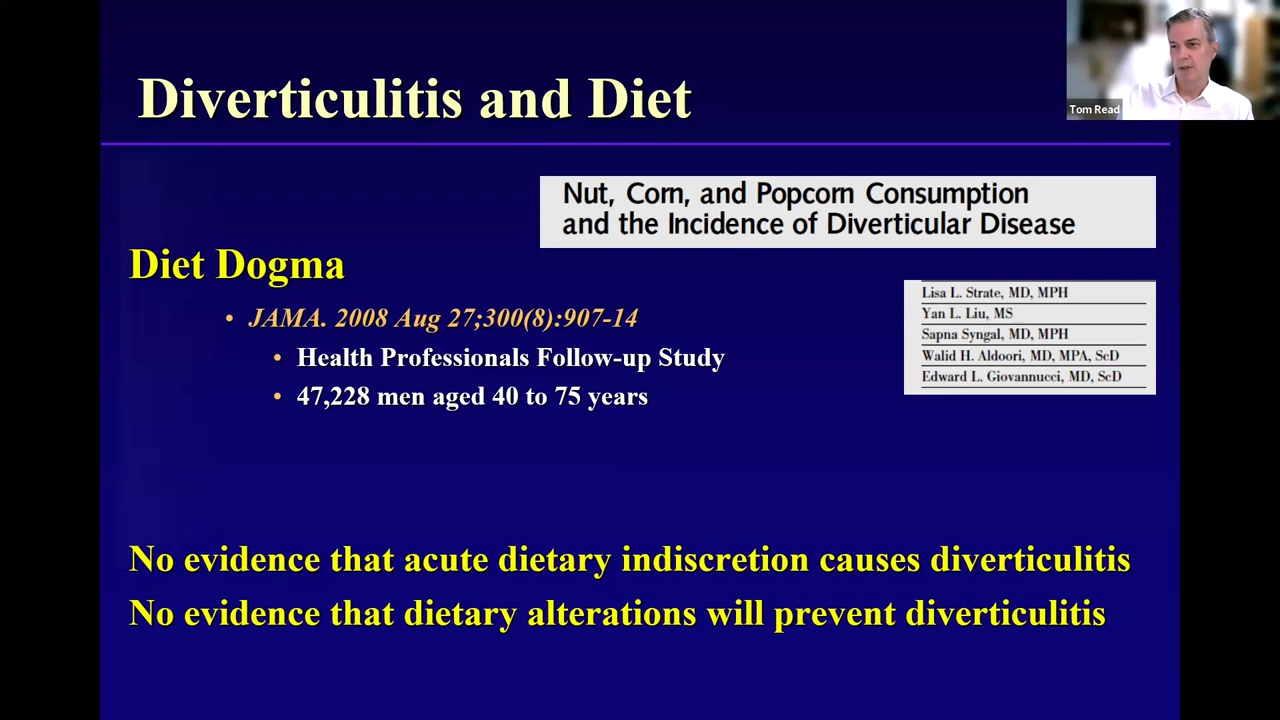 Diverticulitis and Diet
Tom Read
Nut, Corn, and Popcorn Consumption
and the Incidence of Diverticular Disease
Diet Dogma
• JAMA. 2008 Aug 27;300(8):907-14
• Health Professionals Follow-up Study
• 47,228 men aged 40 to 75 years
Lisa L. Strate, MD, MPH
Yan L. Liu, MS
Sapna Syngal, MD, MPH
Walid H. Aldoori, MD, MPA, ScD
Edward L. Giovannucci, MD, ScD
No evidence that acute dietary indiscretion causes diverticulitis
No evidence that dietary alterations will prevent diverticulitis